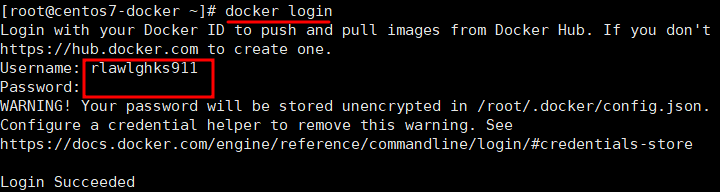 [root@centos7-docker ~]# docker login
Login with your Docker ID to push and pull images from Docker Hub. If you don't
https://hub.docker.com to create one.
Username: rlawlghks911
Password:
WARNING! Your password will be stored unencrypted in /root/.docker/config.json.
Configure a credential helper to remove this warning. See
https://docs.docker.com/engine/reference/commandline/login/#credentials-store
Login Succeeded